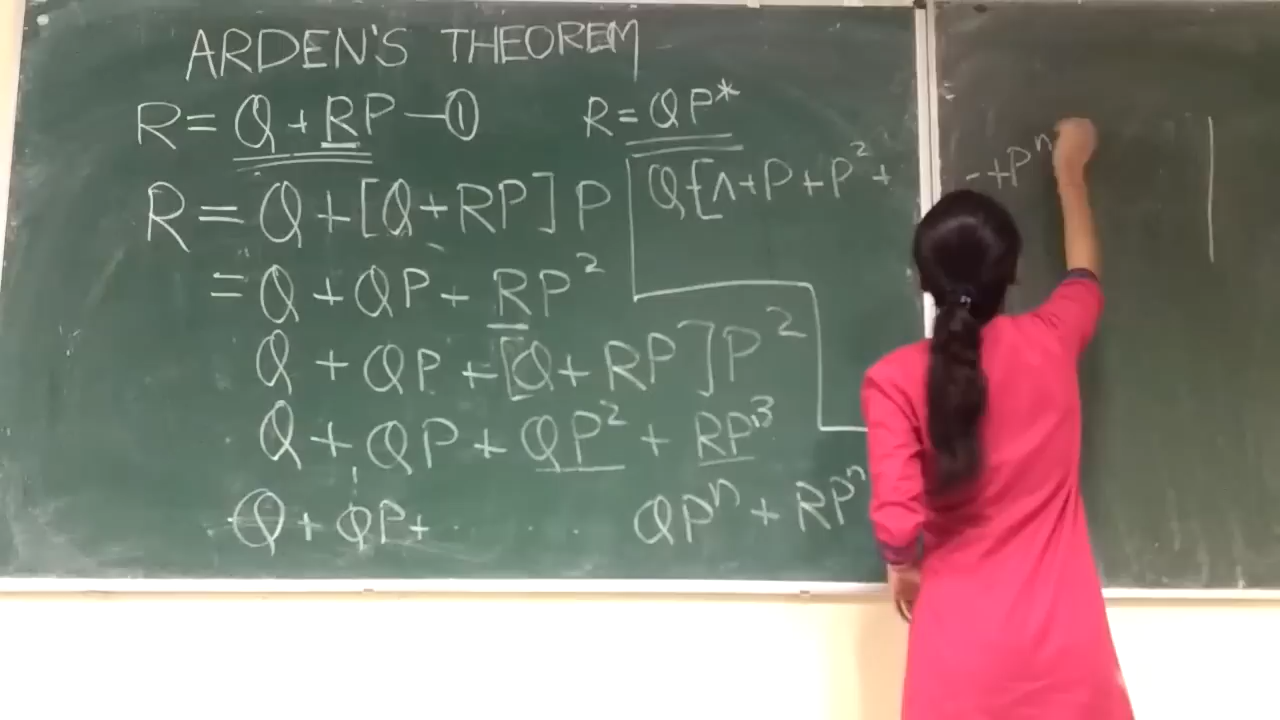 ARDEN'S THEOREM
R = Q + RP —①
R = QP*
R = Q + [Q + RP] P
= Q + QP + RP²
Q + QP + [Q + RP] P²
Q + QP + QP² + RP³
Q + QP + . . . QPⁿ + RPⁿ
Q[Λ + P + P² + - - + Pⁿ